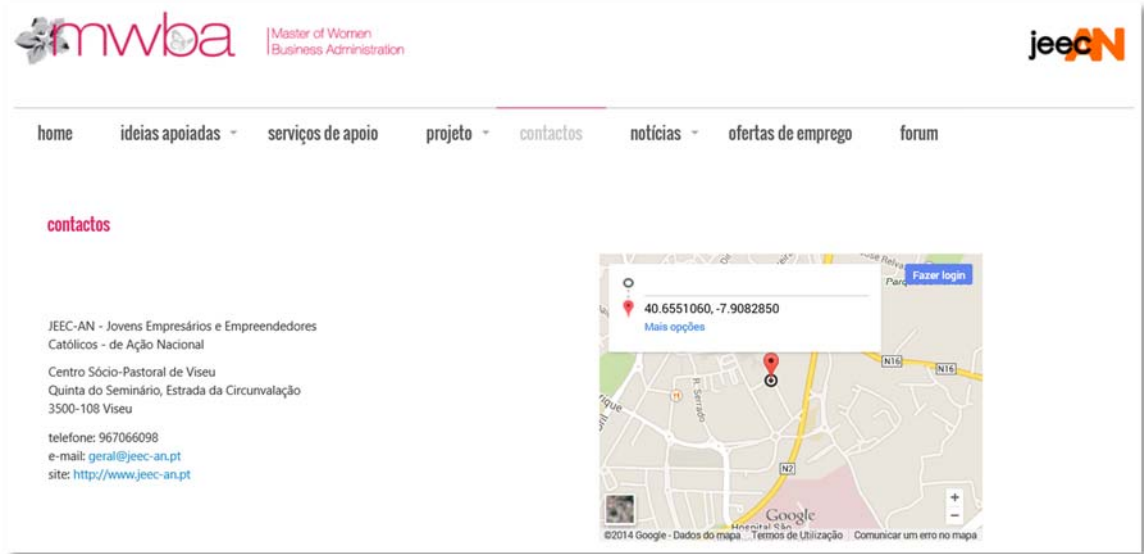 mwba
Master of Women
Business Administration
jeecAN
home ideias apoiadas serviços de apoio projeto contactos notícias ofertas de emprego forum
contactos
JEEC-AN - Jovens Empresários e Empreendedores
Católicos - de Ação Nacional
Centro Sócio-Pastoral de Viseu
Quinta do Seminário, Estrada da Circunvalação
3500-108 Viseu
telefone: 967066098
e-mail: geral@jeec-an.pt
site: http://www.jeec-an.pt
Fazer login
40.6551060, -7.9082850
Mais opções
N16
N16
R. Serrado
N2
Google
Hospital São
©2014 Google - Dados do mapa Termos de Utilização Comunicar um erro no mapa